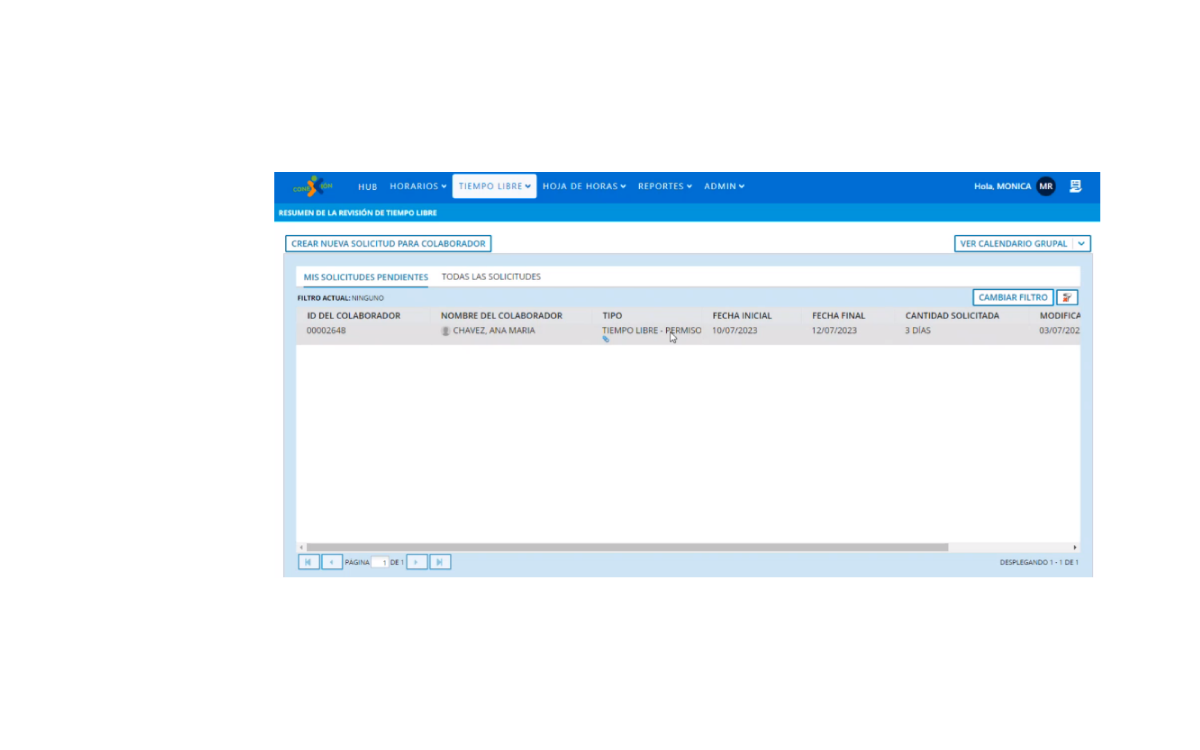 CONEXIÓN HUB HORARIOS TIEMPO LIBRE HOJA DE HORAS REPORTES ADMIN Hola, MONICA MR
RESUMEN DE LA REVISIÓN DE TIEMPO LIBRE
CREAR NUEVA SOLICITUD PARA COLABORADOR VER CALENDARIO GRUPAL
MIS SOLICITUDES PENDIENTES TODAS LAS SOLICITUDES
FILTRO ACTUAL: NINGUNO CAMBIAR FILTRO
ID DEL COLABORADOR NOMBRE DEL COLABORADOR TIPO FECHA INICIAL FECHA FINAL CANTIDAD SOLICITADA MODIFICA
00002648 CHAVEZ, ANA MARIA TIEMPO LIBRE - PERMISO 10/07/2023 12/07/2023 3 DÍAS 03/07/202
PÁGINA 1 DE 1 DESPLEGANDO 1 - 1 DE 1